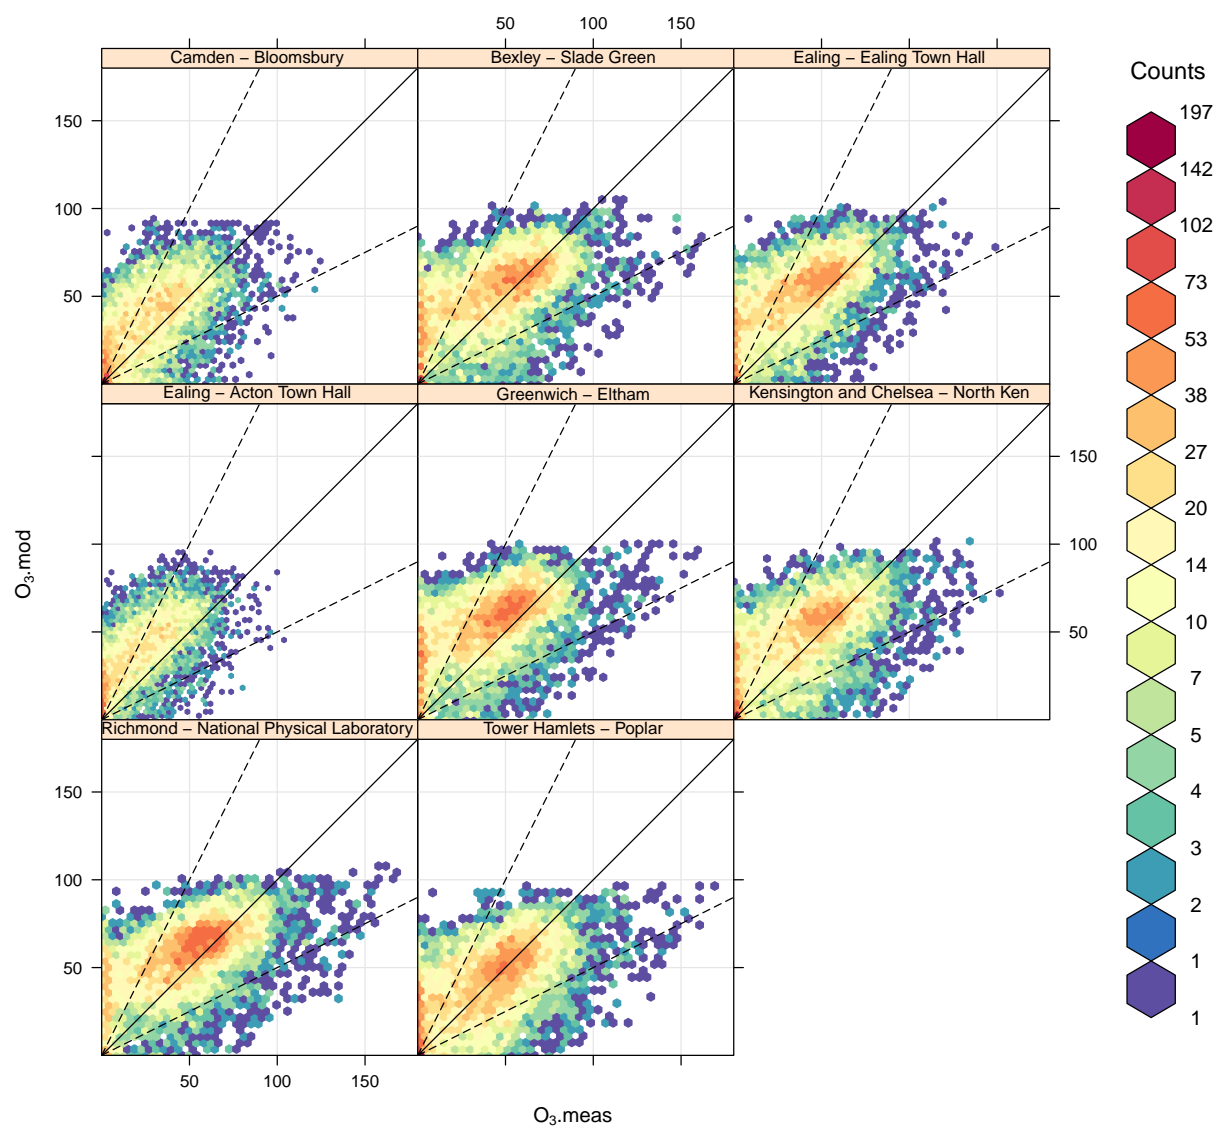 50 100 150
Camden − Bloomsbury
Bexley − Slade Green
Ealing − Ealing Town Hall
150
100
50
Ealing − Acton Town Hall
Greenwich − Eltham
Kensington and Chelsea − North Ken
150
100
50
Richmond − National Physical Laboratory
Tower Hamlets − Poplar
150
100
50
50 100 150
O₃.meas
O₃.mod
Counts
197
142
102
73
53
38
27
20
14
10
7
5
4
3
2
1
1